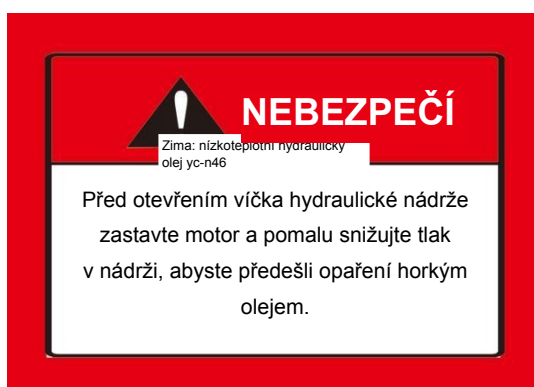 NEBEZPEČÍ
Zima: nízkoteplotní hydraulický
olej yc-n46
Před otevřením víčka hydraulické nádrže
zastavte motor a pomalu snižujte tlak
v nádrži, abyste předešli opaření horkým
olejem.